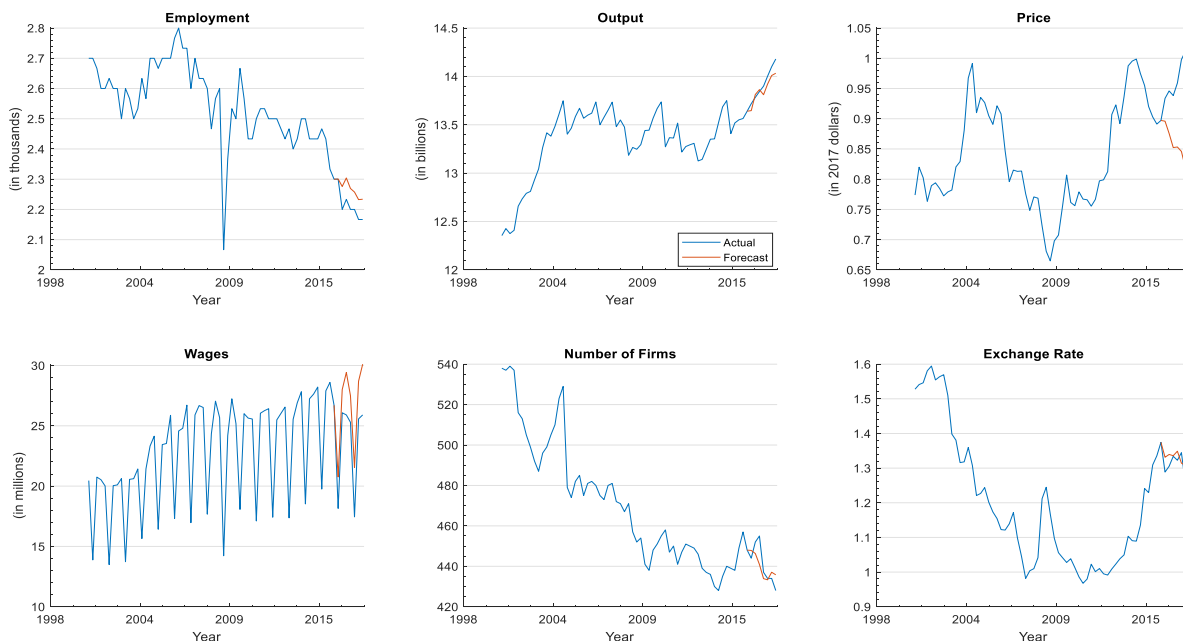 Employment
2.8
2.7
2.6
2.5
2.4
2.3
2.2
2.1
2
(in thousands)
1998 2004 2009 2015
Year
Output
14.5
14
13.5
13
12.5
12
(in billions)
Actual
Forecast
1998 2004 2009 2015
Year
Price
1.05
1
0.95
0.9
0.85
0.8
0.75
0.7
0.65
(in 2017 dollars)
1998 2004 2009 2015
Year
Wages
30
25
20
15
10
(in millions)
1998 2004 2009 2015
Year
Number of Firms
540
520
500
480
460
440
420
1998 2004 2009 2015
Year
Exchange Rate
1.6
1.5
1.4
1.3
1.2
1.1
1
0.9
1998 2004 2009 2015
Year